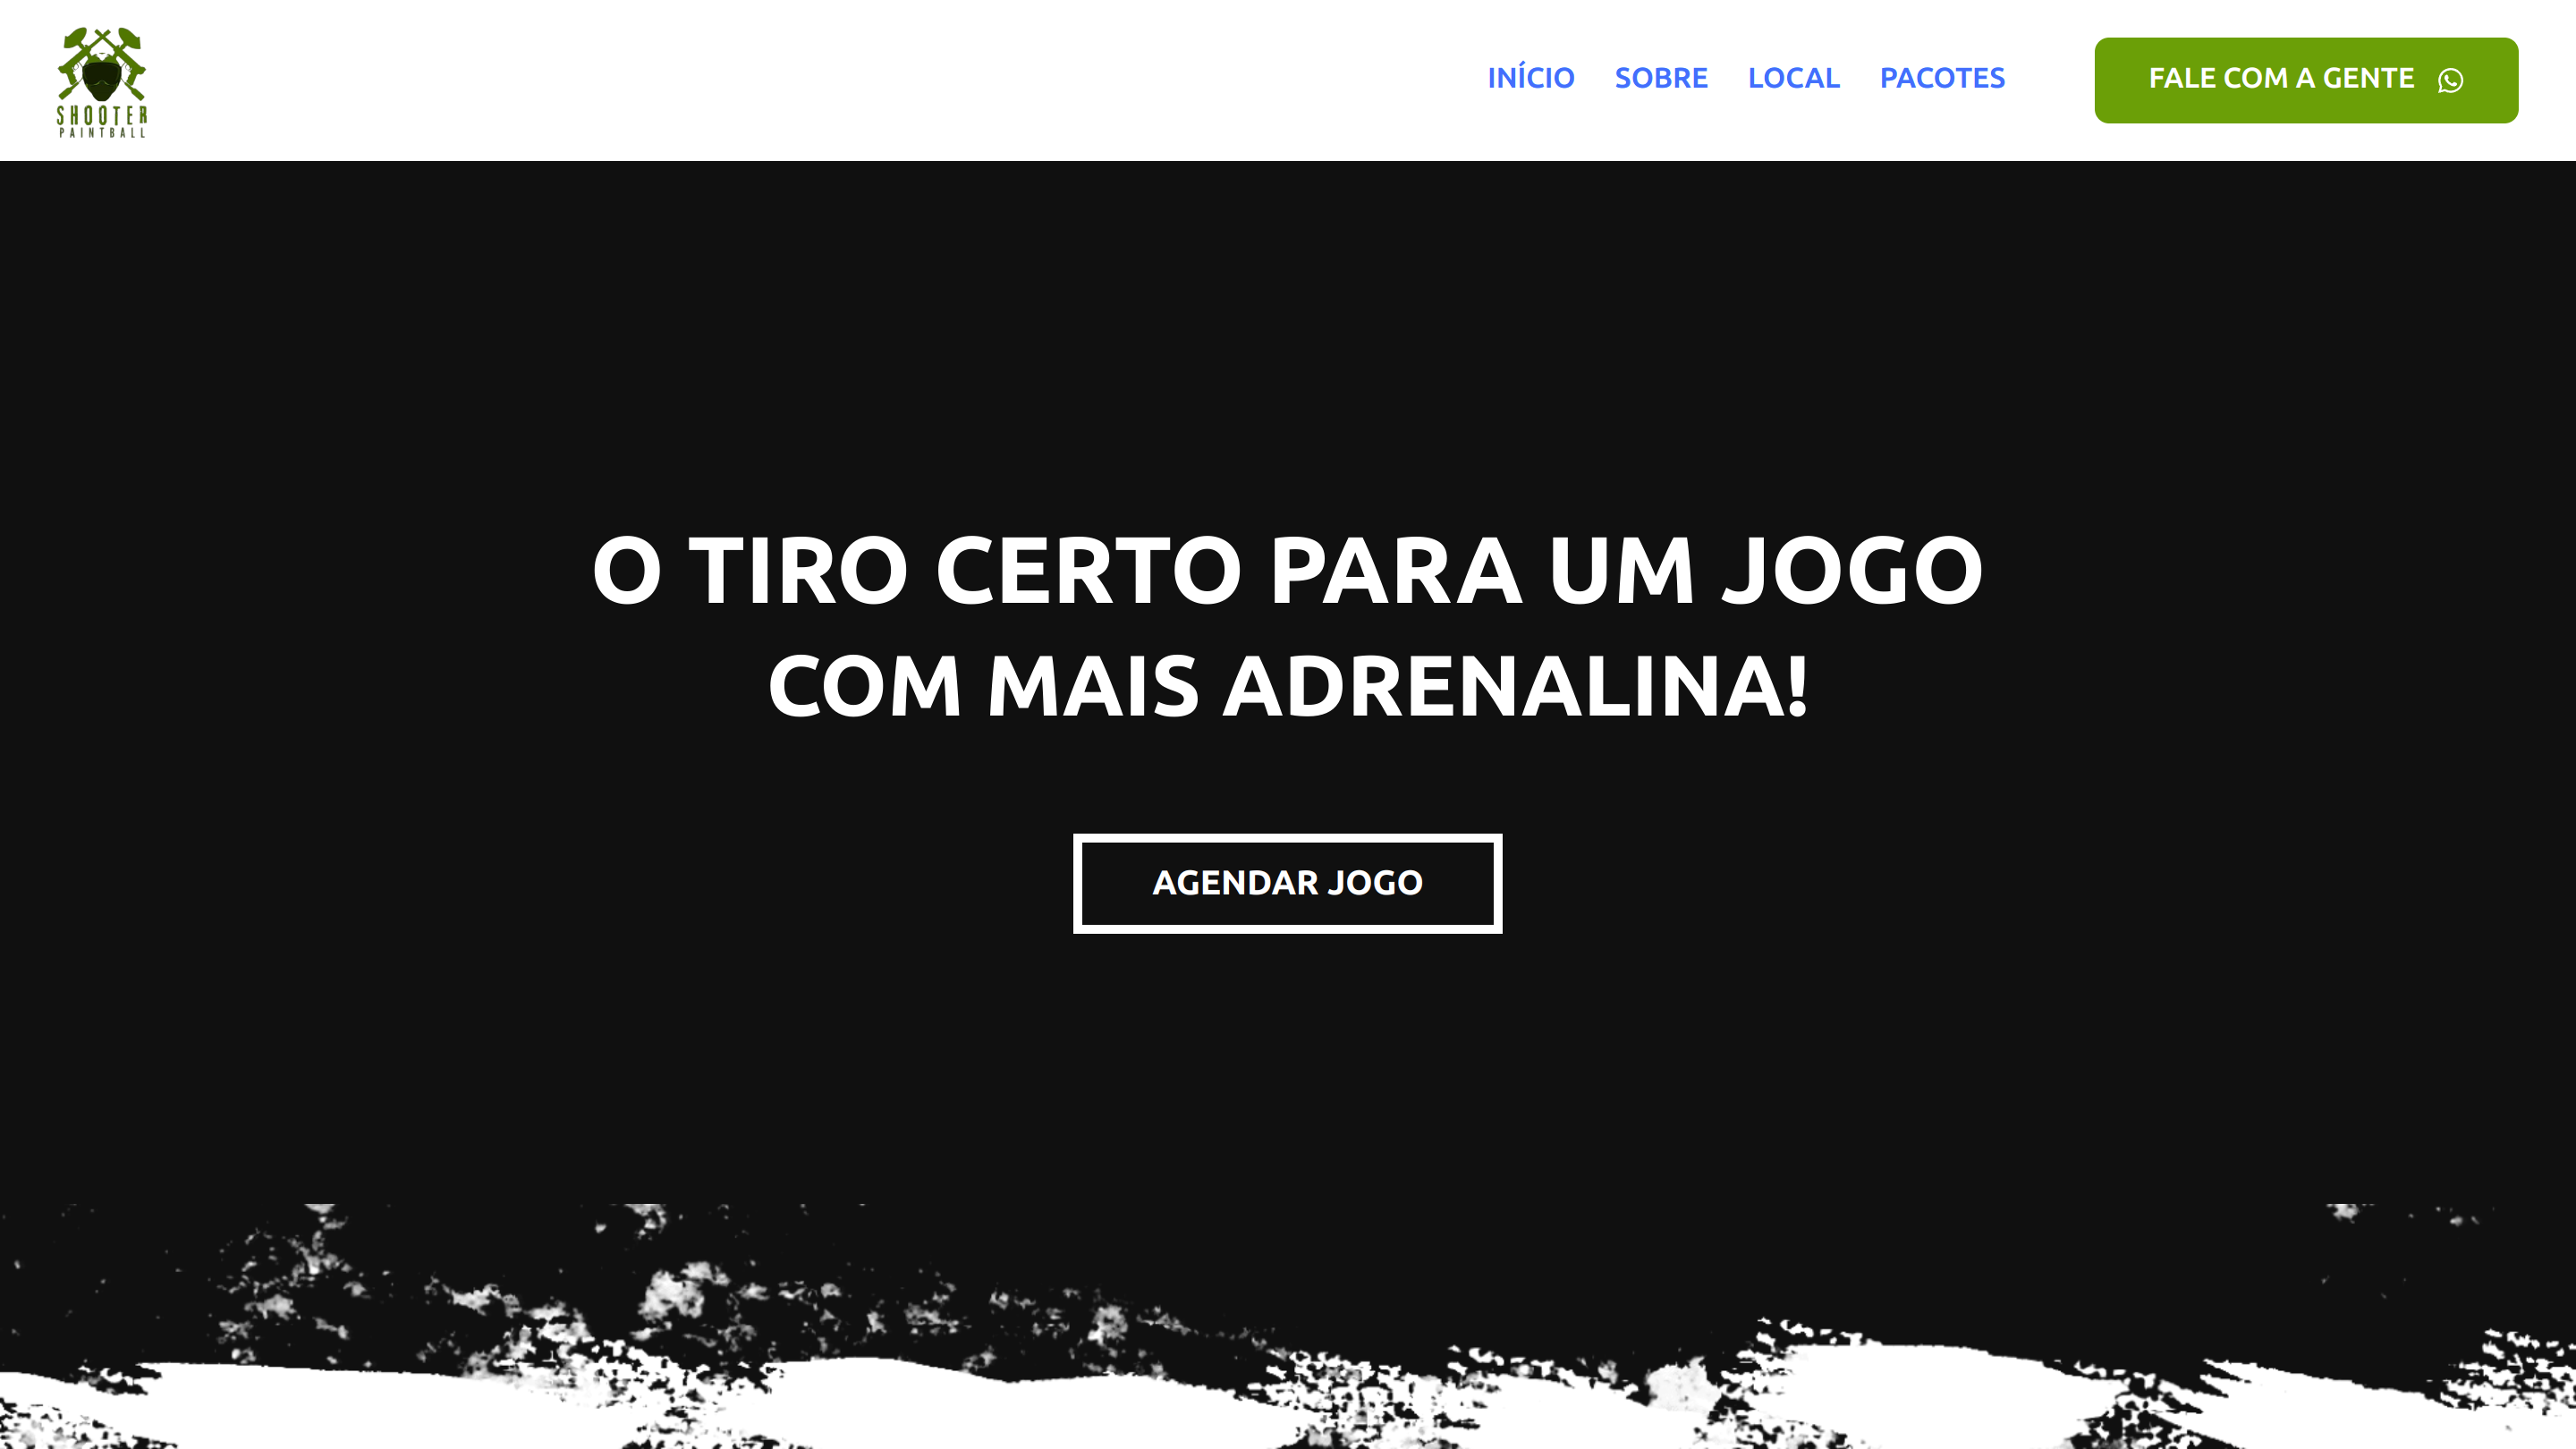 SHOOTER
PAINTBALL
INÍCIO SOBRE LOCAL PACOTES FALE COM A GENTE
O TIRO CERTO PARA UM JOGO
COM MAIS ADRENALINA!
AGENDAR JOGO